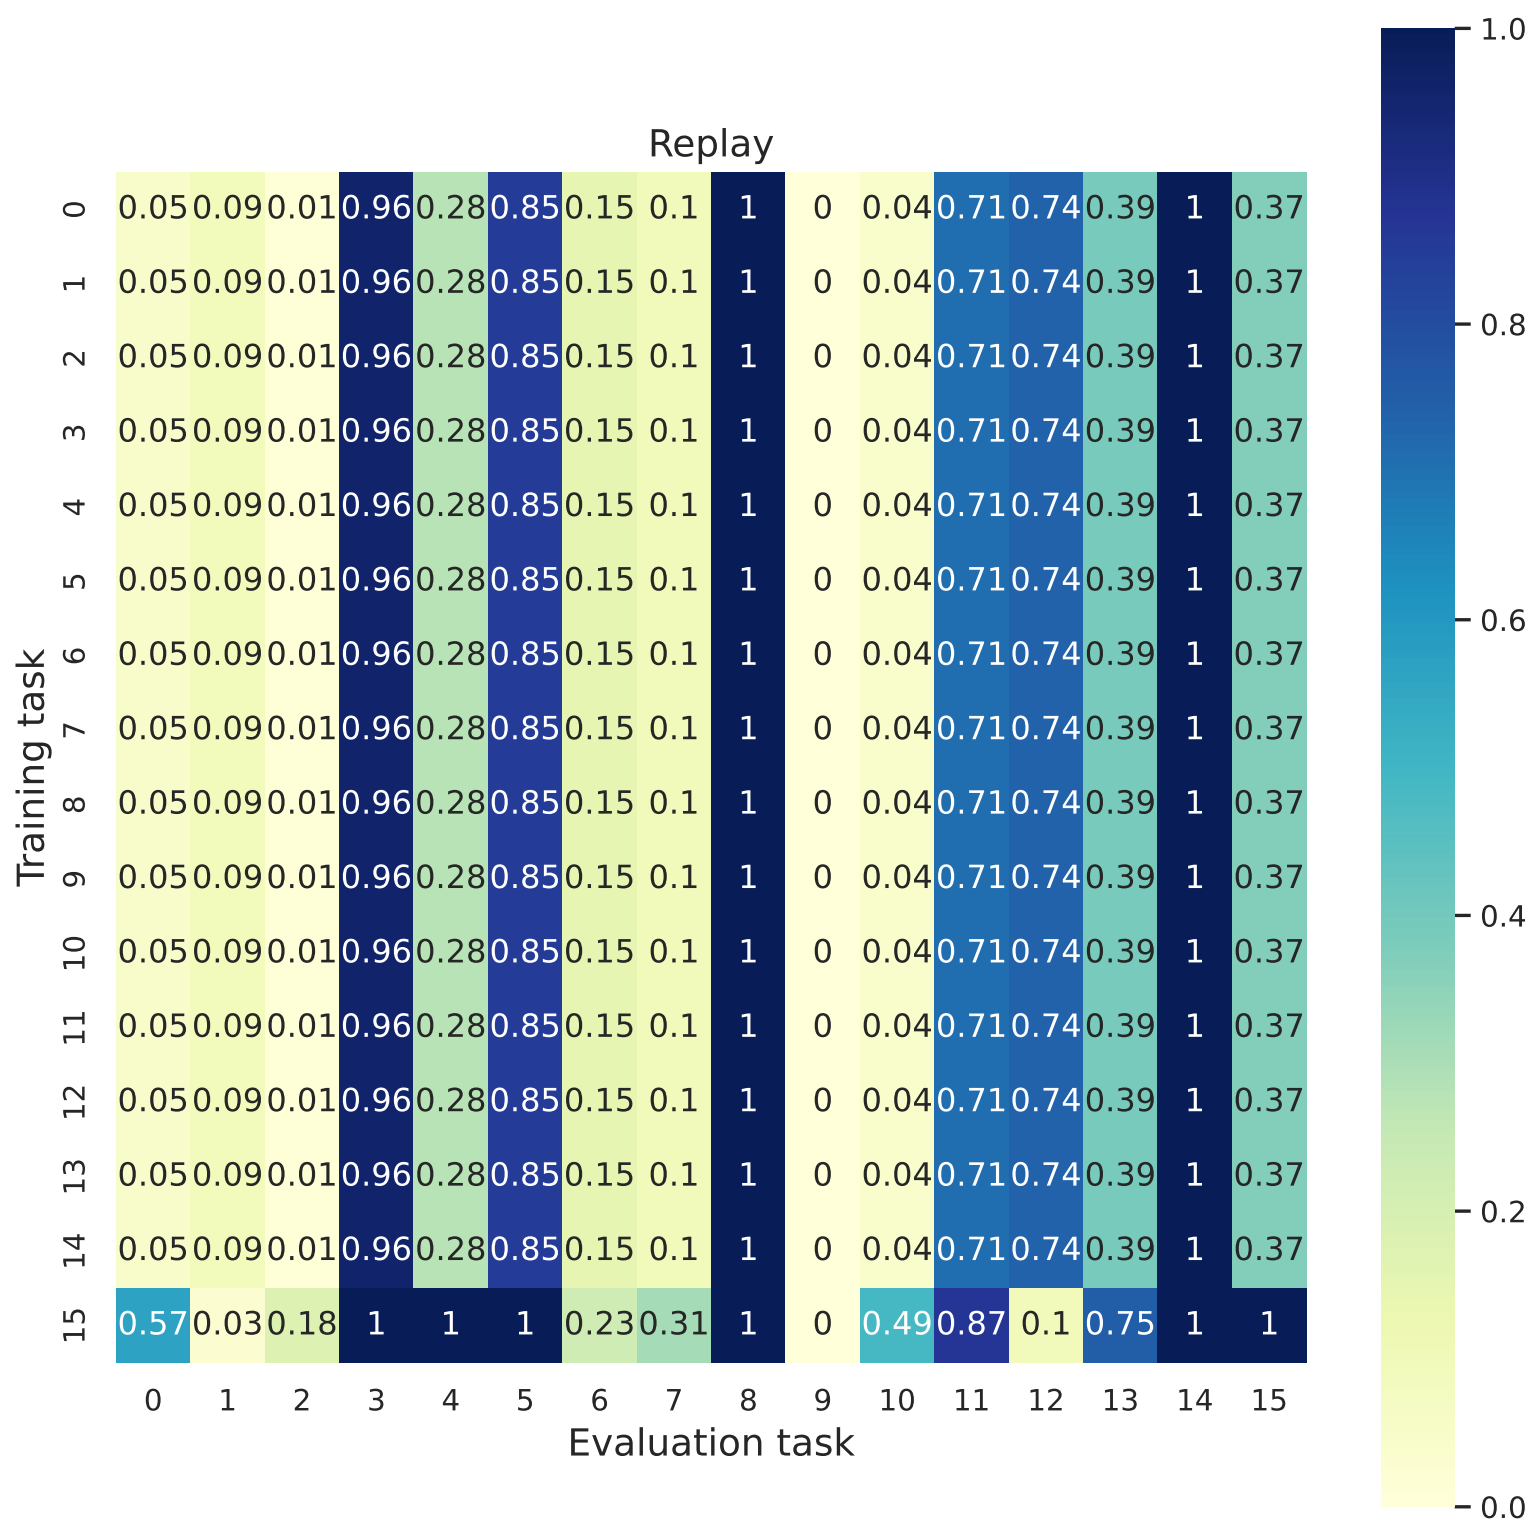 Replay
0 0.05 0.09 0.01 0.96 0.28 0.85 0.15 0.1 1 0 0.04 0.71 0.74 0.39 1 0.37
1 0.05 0.09 0.01 0.96 0.28 0.85 0.15 0.1 1 0 0.04 0.71 0.74 0.39 1 0.37
2 0.05 0.09 0.01 0.96 0.28 0.85 0.15 0.1 1 0 0.04 0.71 0.74 0.39 1 0.37
3 0.05 0.09 0.01 0.96 0.28 0.85 0.15 0.1 1 0 0.04 0.71 0.74 0.39 1 0.37
4 0.05 0.09 0.01 0.96 0.28 0.85 0.15 0.1 1 0 0.04 0.71 0.74 0.39 1 0.37
5 0.05 0.09 0.01 0.96 0.28 0.85 0.15 0.1 1 0 0.04 0.71 0.74 0.39 1 0.37
6 0.05 0.09 0.01 0.96 0.28 0.85 0.15 0.1 1 0 0.04 0.71 0.74 0.39 1 0.37
7 0.05 0.09 0.01 0.96 0.28 0.85 0.15 0.1 1 0 0.04 0.71 0.74 0.39 1 0.37
8 0.05 0.09 0.01 0.96 0.28 0.85 0.15 0.1 1 0 0.04 0.71 0.74 0.39 1 0.37
9 0.05 0.09 0.01 0.96 0.28 0.85 0.15 0.1 1 0 0.04 0.71 0.74 0.39 1 0.37
10 0.05 0.09 0.01 0.96 0.28 0.85 0.15 0.1 1 0 0.04 0.71 0.74 0.39 1 0.37
11 0.05 0.09 0.01 0.96 0.28 0.85 0.15 0.1 1 0 0.04 0.71 0.74 0.39 1 0.37
12 0.05 0.09 0.01 0.96 0.28 0.85 0.15 0.1 1 0 0.04 0.71 0.74 0.39 1 0.37
13 0.05 0.09 0.01 0.96 0.28 0.85 0.15 0.1 1 0 0.04 0.71 0.74 0.39 1 0.37
14 0.05 0.09 0.01 0.96 0.28 0.85 0.15 0.1 1 0 0.04 0.71 0.74 0.39 1 0.37
15 0.57 0.03 0.18 1 1 1 0.23 0.31 1 0 0.49 0.87 0.1 0.75 1 1
0 1 2 3 4 5 6 7 8 9 10 11 12 13 14 15
Evaluation task
Training task
1.0
0.8
0.6
0.4
0.2
0.0